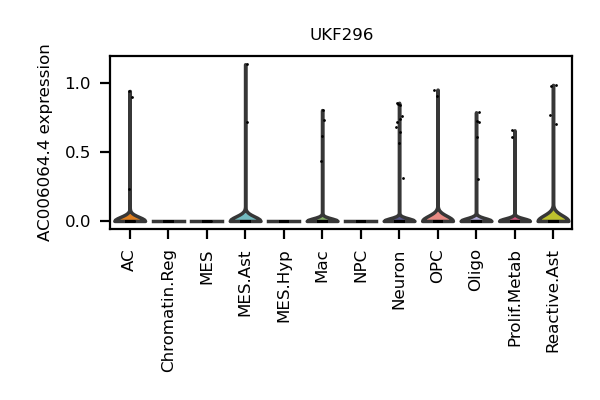 UKF296
AC006064.4 expression
1.0
0.5
0.0
AC
Chromatin.Reg
MES
MES.Ast
MES.Hyp
Mac
NPC
Neuron
OPC
Oligo
Prolif.Metab
Reactive.Ast